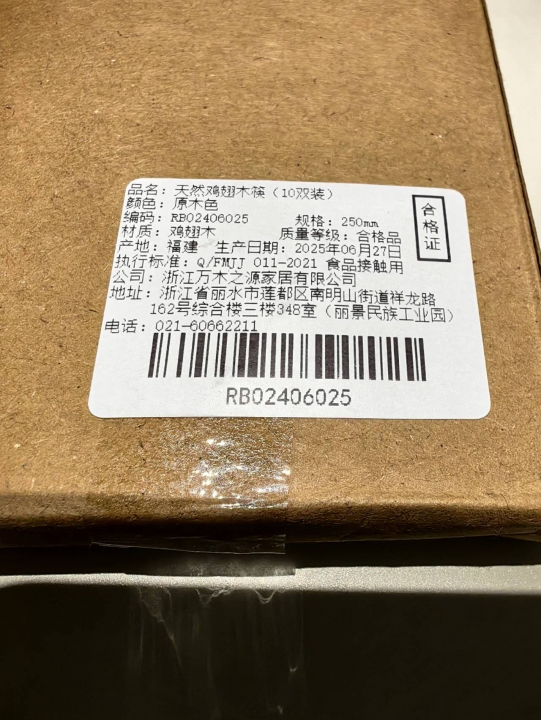 品名：天然鸡翅木筷（10双装）
颜色：原木色
编码：RB02406025 规格：250mm
材质：鸡翅木 质量等级：合格品
产地：福建 生产日期：2025年06月27日
执行标准：Q/FMJJ 011-2021 食品接触用
公司：浙江万木之源家居有限公司
地址：浙江省丽水市莲都区南明山街道祥龙路
162号综合楼三楼348室（丽景民族工业园）
电话：021-60662211
合格证
RB02406025